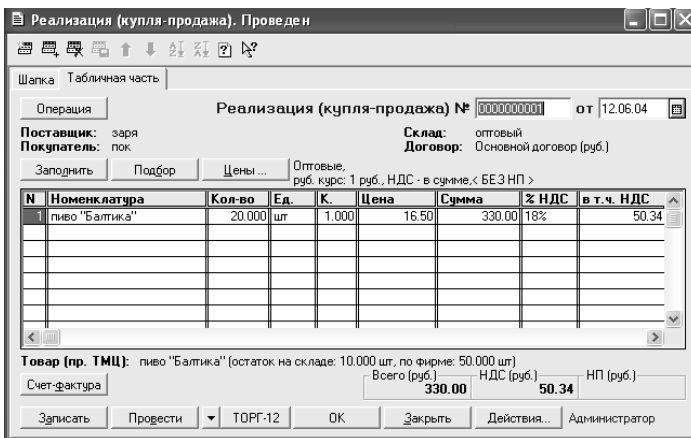 Реализация (купля-продажа). Проведен
Шапка Табличная часть
Операция Реализация (купля-продажа) № 0000000001 от 12.06.04
Поставщик: заря Склад: оптовый
Покупатель: пок Договор: Основной договор (руб.)
Заполнить Подбор Цены ... Оптовые,
руб. курс: 1 руб., НДС - в сумме,< БЕЗ НП >
N Номенклатура Кол-во Ед. К. Цена Сумма % НДС в т.ч. НДС
1 пиво "Балтика" 20.000 шт 1.000 16.50 330.00 18% 50.34
Товар (пр. ТМЦ): пиво "Балтика" (остаток на складе: 10.000 шт, по фирме: 50.000 шт)
Счет-фактура Всего (руб.) НДС (руб.) НП (руб.)
330.00 50.34
Записать Провести ТОРГ-12 OK Закрыть Действия... Администратор